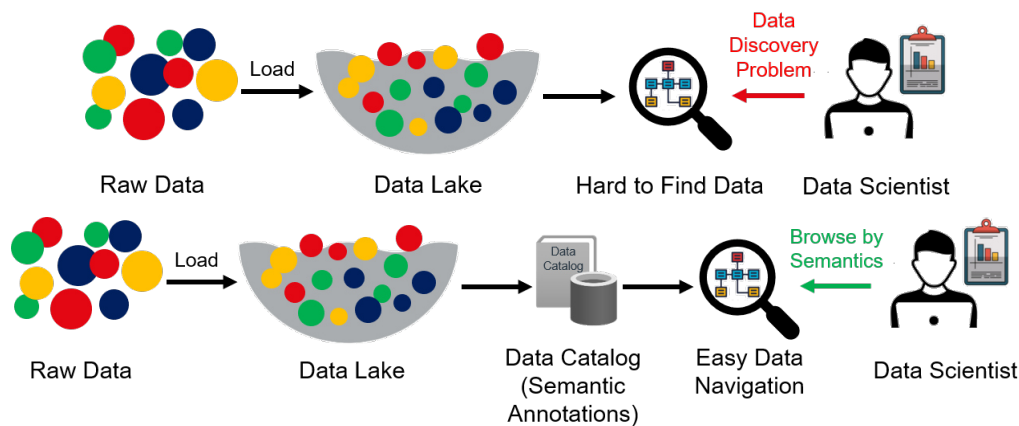 Data
Discovery
Problem
Load
Raw Data
Data Lake
Hard to Find Data
Data Scientist
Browse by
Semantics
Load
Data
Catalog
Raw Data
Data Lake
Data Catalog
(Semantic
Annotations)
Easy Data
Navigation
Data Scientist